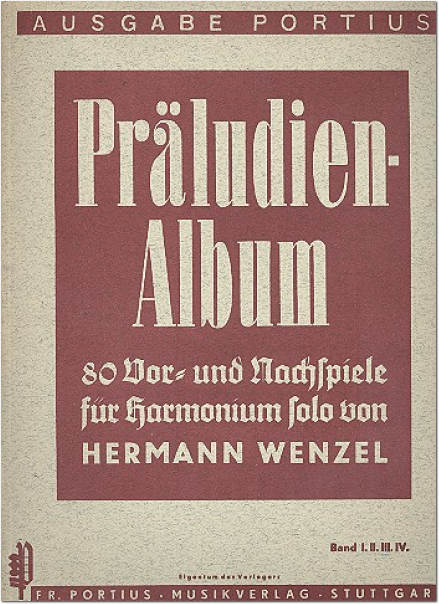 AUSGABE PORTIUS
Präludien-
Album
80 Vor- und Nachspiele
für Harmonium solo von
HERMANN WENZEL
Band I. II. III. IV.
Eigentum des Verlegers
FR. PORTIUS · MUSIKVERLAG · STUTTGAR